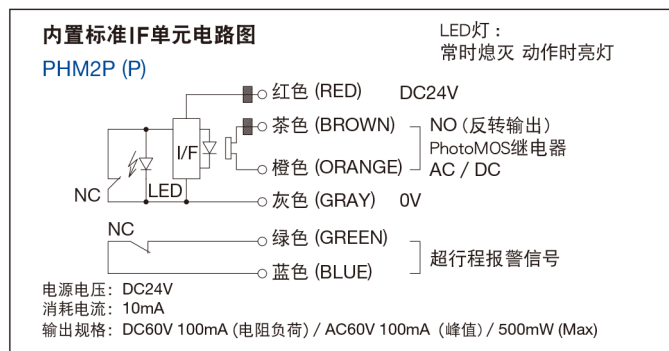 内置标准IF单元电路图
PHM2P (P)
LED灯：
常时熄灭 动作时亮灯
红色 (RED) DC24V
茶色 (BROWN)
橙色 (ORANGE)
NO (反转输出)
PhotoMOS继电器
AC / DC
灰色 (GRAY) 0V
I/F
LED
NC
NC
绿色 (GREEN)
蓝色 (BLUE)
超行程报警信号
电源电压：DC24V
消耗电流：10mA
输出规格：DC60V 100mA (电阻负荷) / AC60V 100mA（峰值) / 500mW (Max)